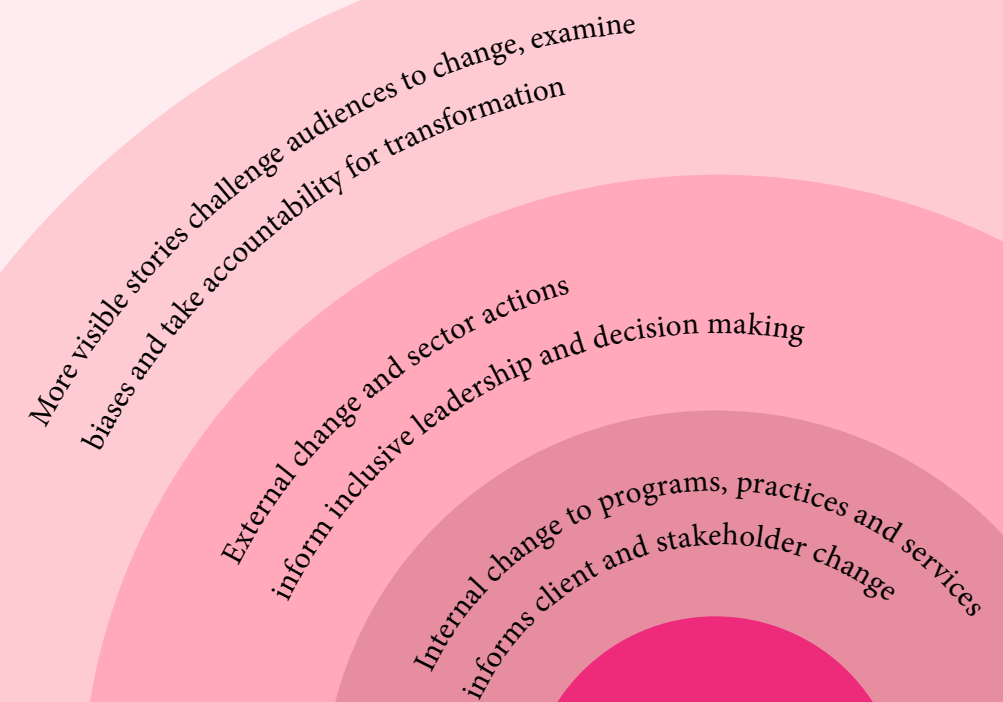 More visible stories challenge audiences to change, examine
biases and take accountability for transformation
External change and sector actions
inform inclusive leadership and decision making
Internal change to programs, practices and services
informs client and stakeholder change